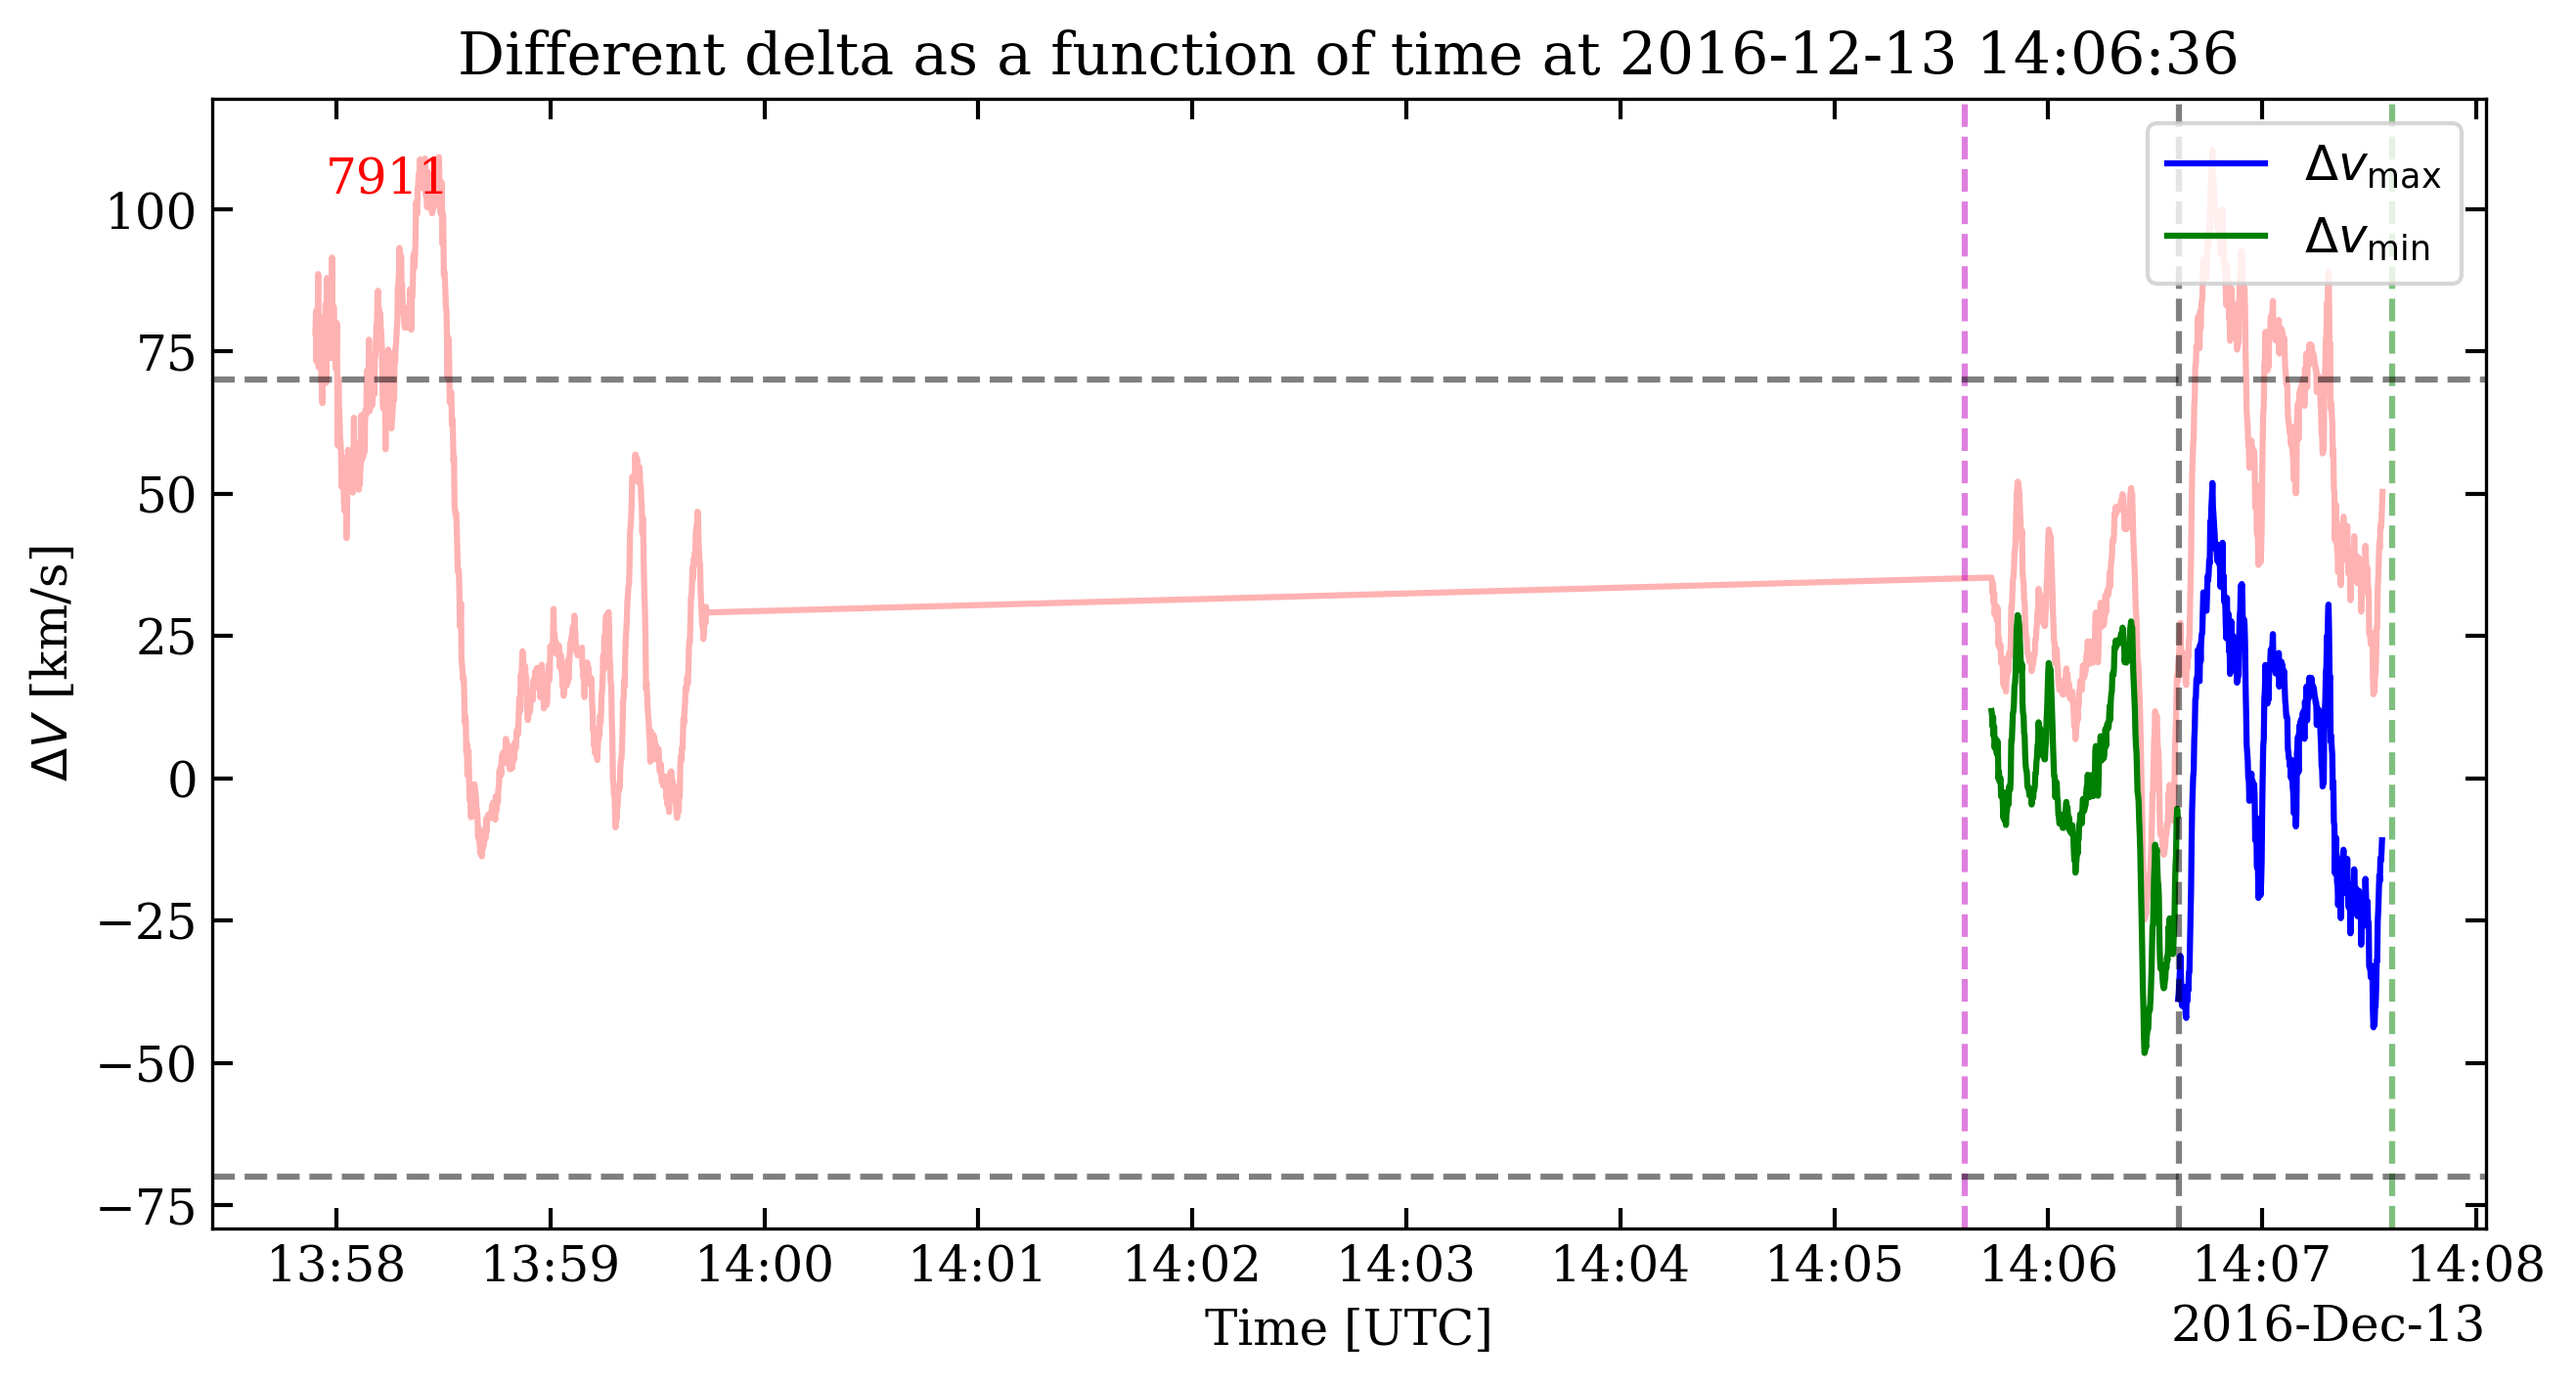 Different delta as a function of time at 2016-12-13 14:06:36
7911
Δv_max
Δv_min
100
75
50
25
0
−25
−50
−75
ΔV [km/s]
13:58 13:59 14:00 14:01 14:02 14:03 14:04 14:05 14:06 14:07 14:08
Time [UTC]
2016-Dec-13